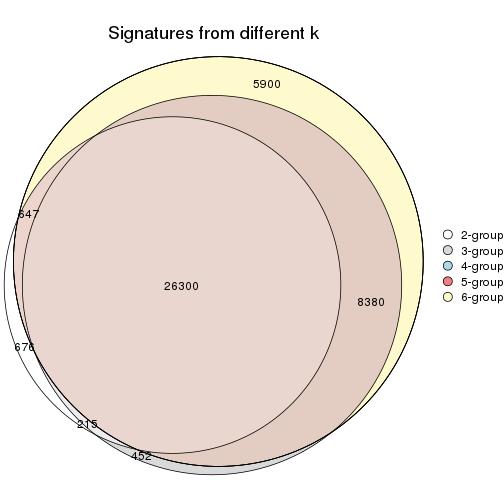 Signatures from different k
5900
647
26300
8380
676
215
452
2-group
3-group
4-group
5-group
6-group